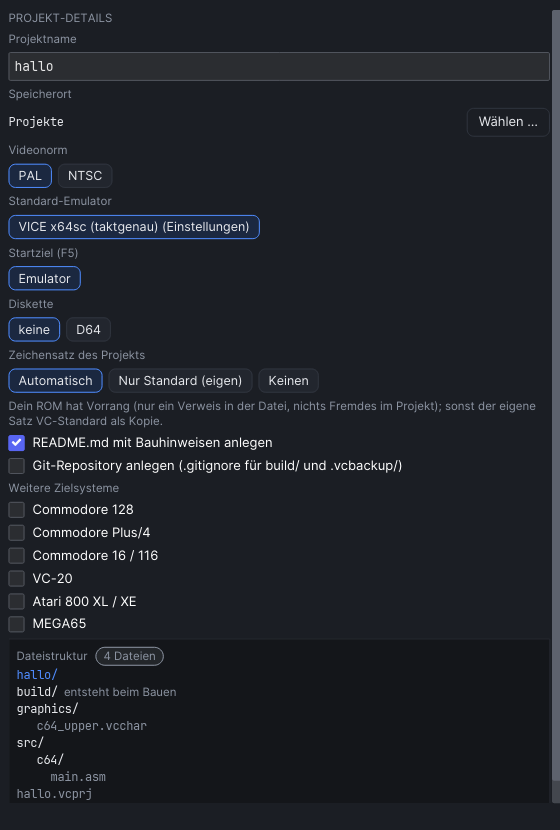 PROJEKT-DETAILS
Projektname
hallo
Speicherort
Projekte
Wählen ...
Videonorm
PAL
NTSC
Standard-Emulator
VICE x64sc (taktgenau) (Einstellungen)
Startziel (F5)
Emulator
Diskette
keine
D64
Zeichensatz des Projekts
Automatisch
Nur Standard (eigen)
Keinen
Dein ROM hat Vorrang (nur ein Verweis in der Datei, nichts Fremdes im Projekt); sonst der eigene
Satz VC-Standard als Kopie.
README.md mit Bauhinweisen anlegen
Git-Repository anlegen (.gitignore für build/ und .vcbackup/)
Weitere Zielsysteme
Commodore 128
Commodore Plus/4
Commodore 16 / 116
VC-20
Atari 800 XL / XE
MEGA65
Dateistruktur
4 Dateien
hallo/
build/ entsteht beim Bauen
graphics/
c64_upper.vcchar
src/
c64/
main.asm
hallo.vcprj